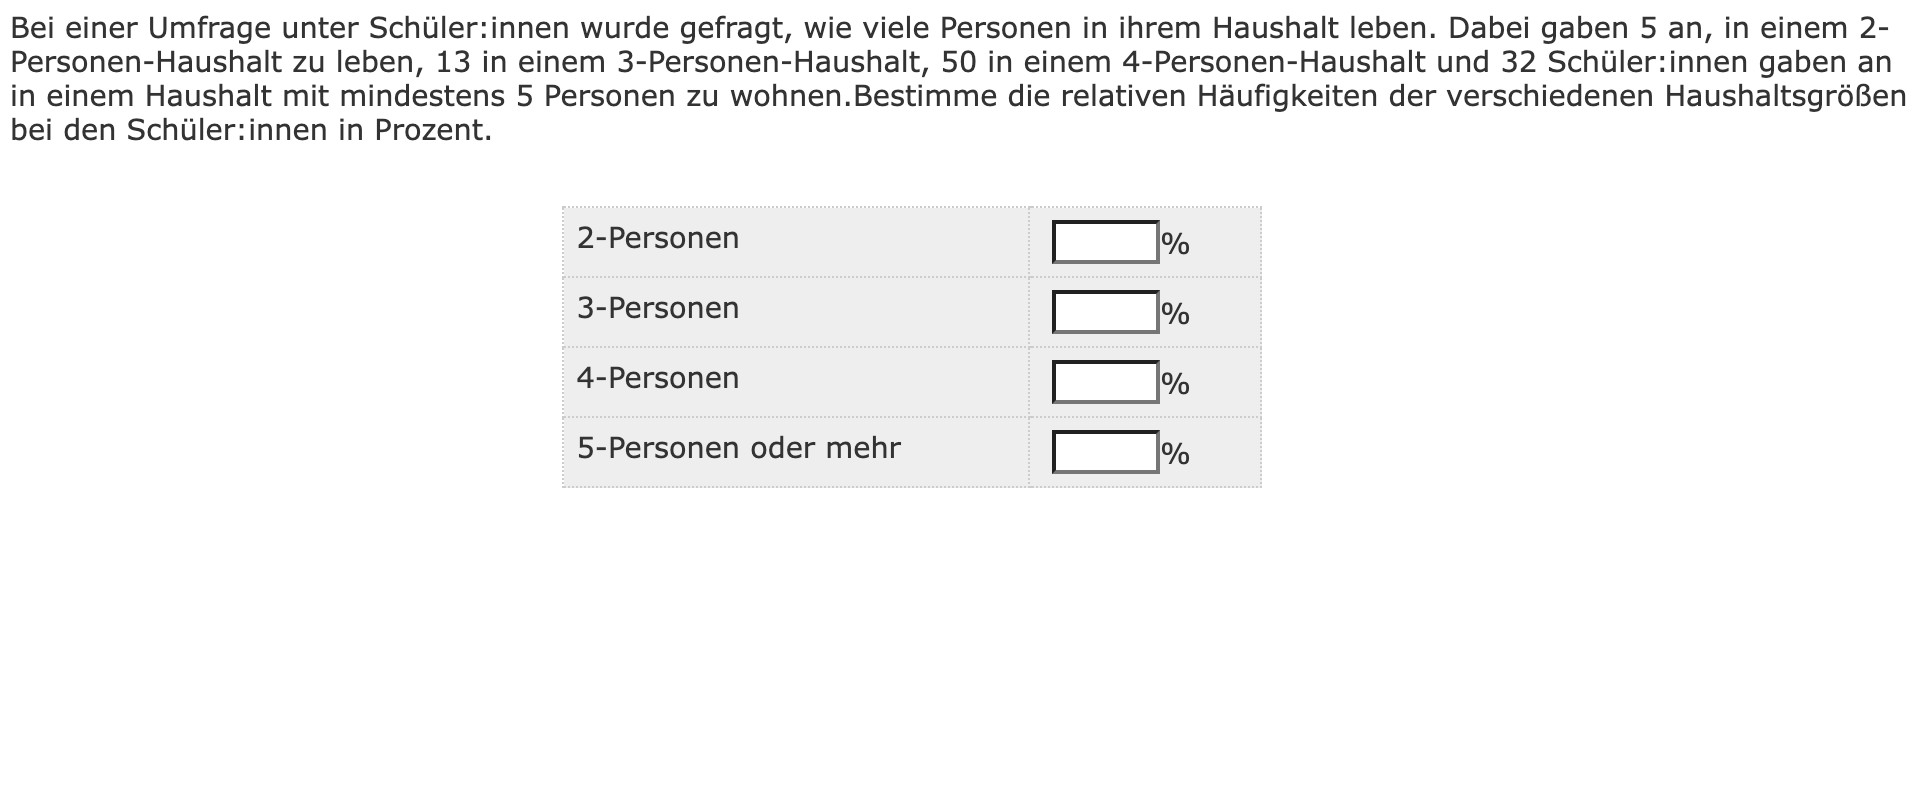 Bei einer Umfrage unter Schüler:innen wurde gefragt, wie viele Personen in ihrem Haushalt leben. Dabei gaben 5 an, in einem 2-
Personen-Haushalt zu leben, 13 in einem 3-Personen-Haushalt, 50 in einem 4-Personen-Haushalt und 32 Schüler:innen gaben an
in einem Haushalt mit mindestens 5 Personen zu wohnen.Bestimme die relativen Häufigkeiten der verschiedenen Haushaltsgrößen
bei den Schüler:innen in Prozent.
2-Personen %
3-Personen %
4-Personen %
5-Personen oder mehr %